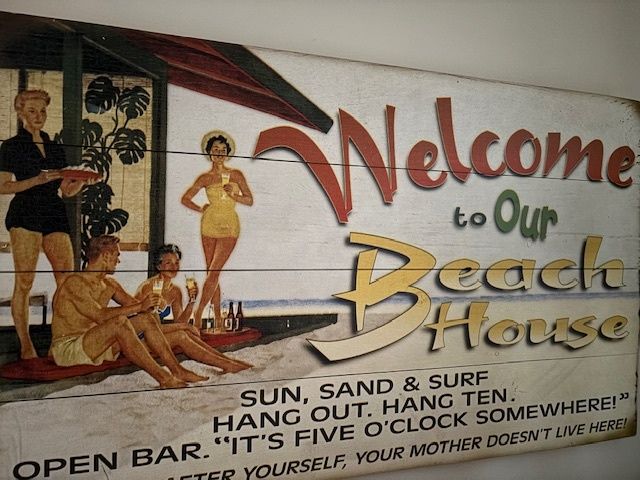 Welcome
to Our
Beach
House
SUN, SAND & SURF
HANG OUT. HANG TEN.
OPEN BAR. "IT'S FIVE O'CLOCK SOMEWHERE!"
AFTER YOURSELF, YOUR MOTHER DOESN'T LIVE HERE!